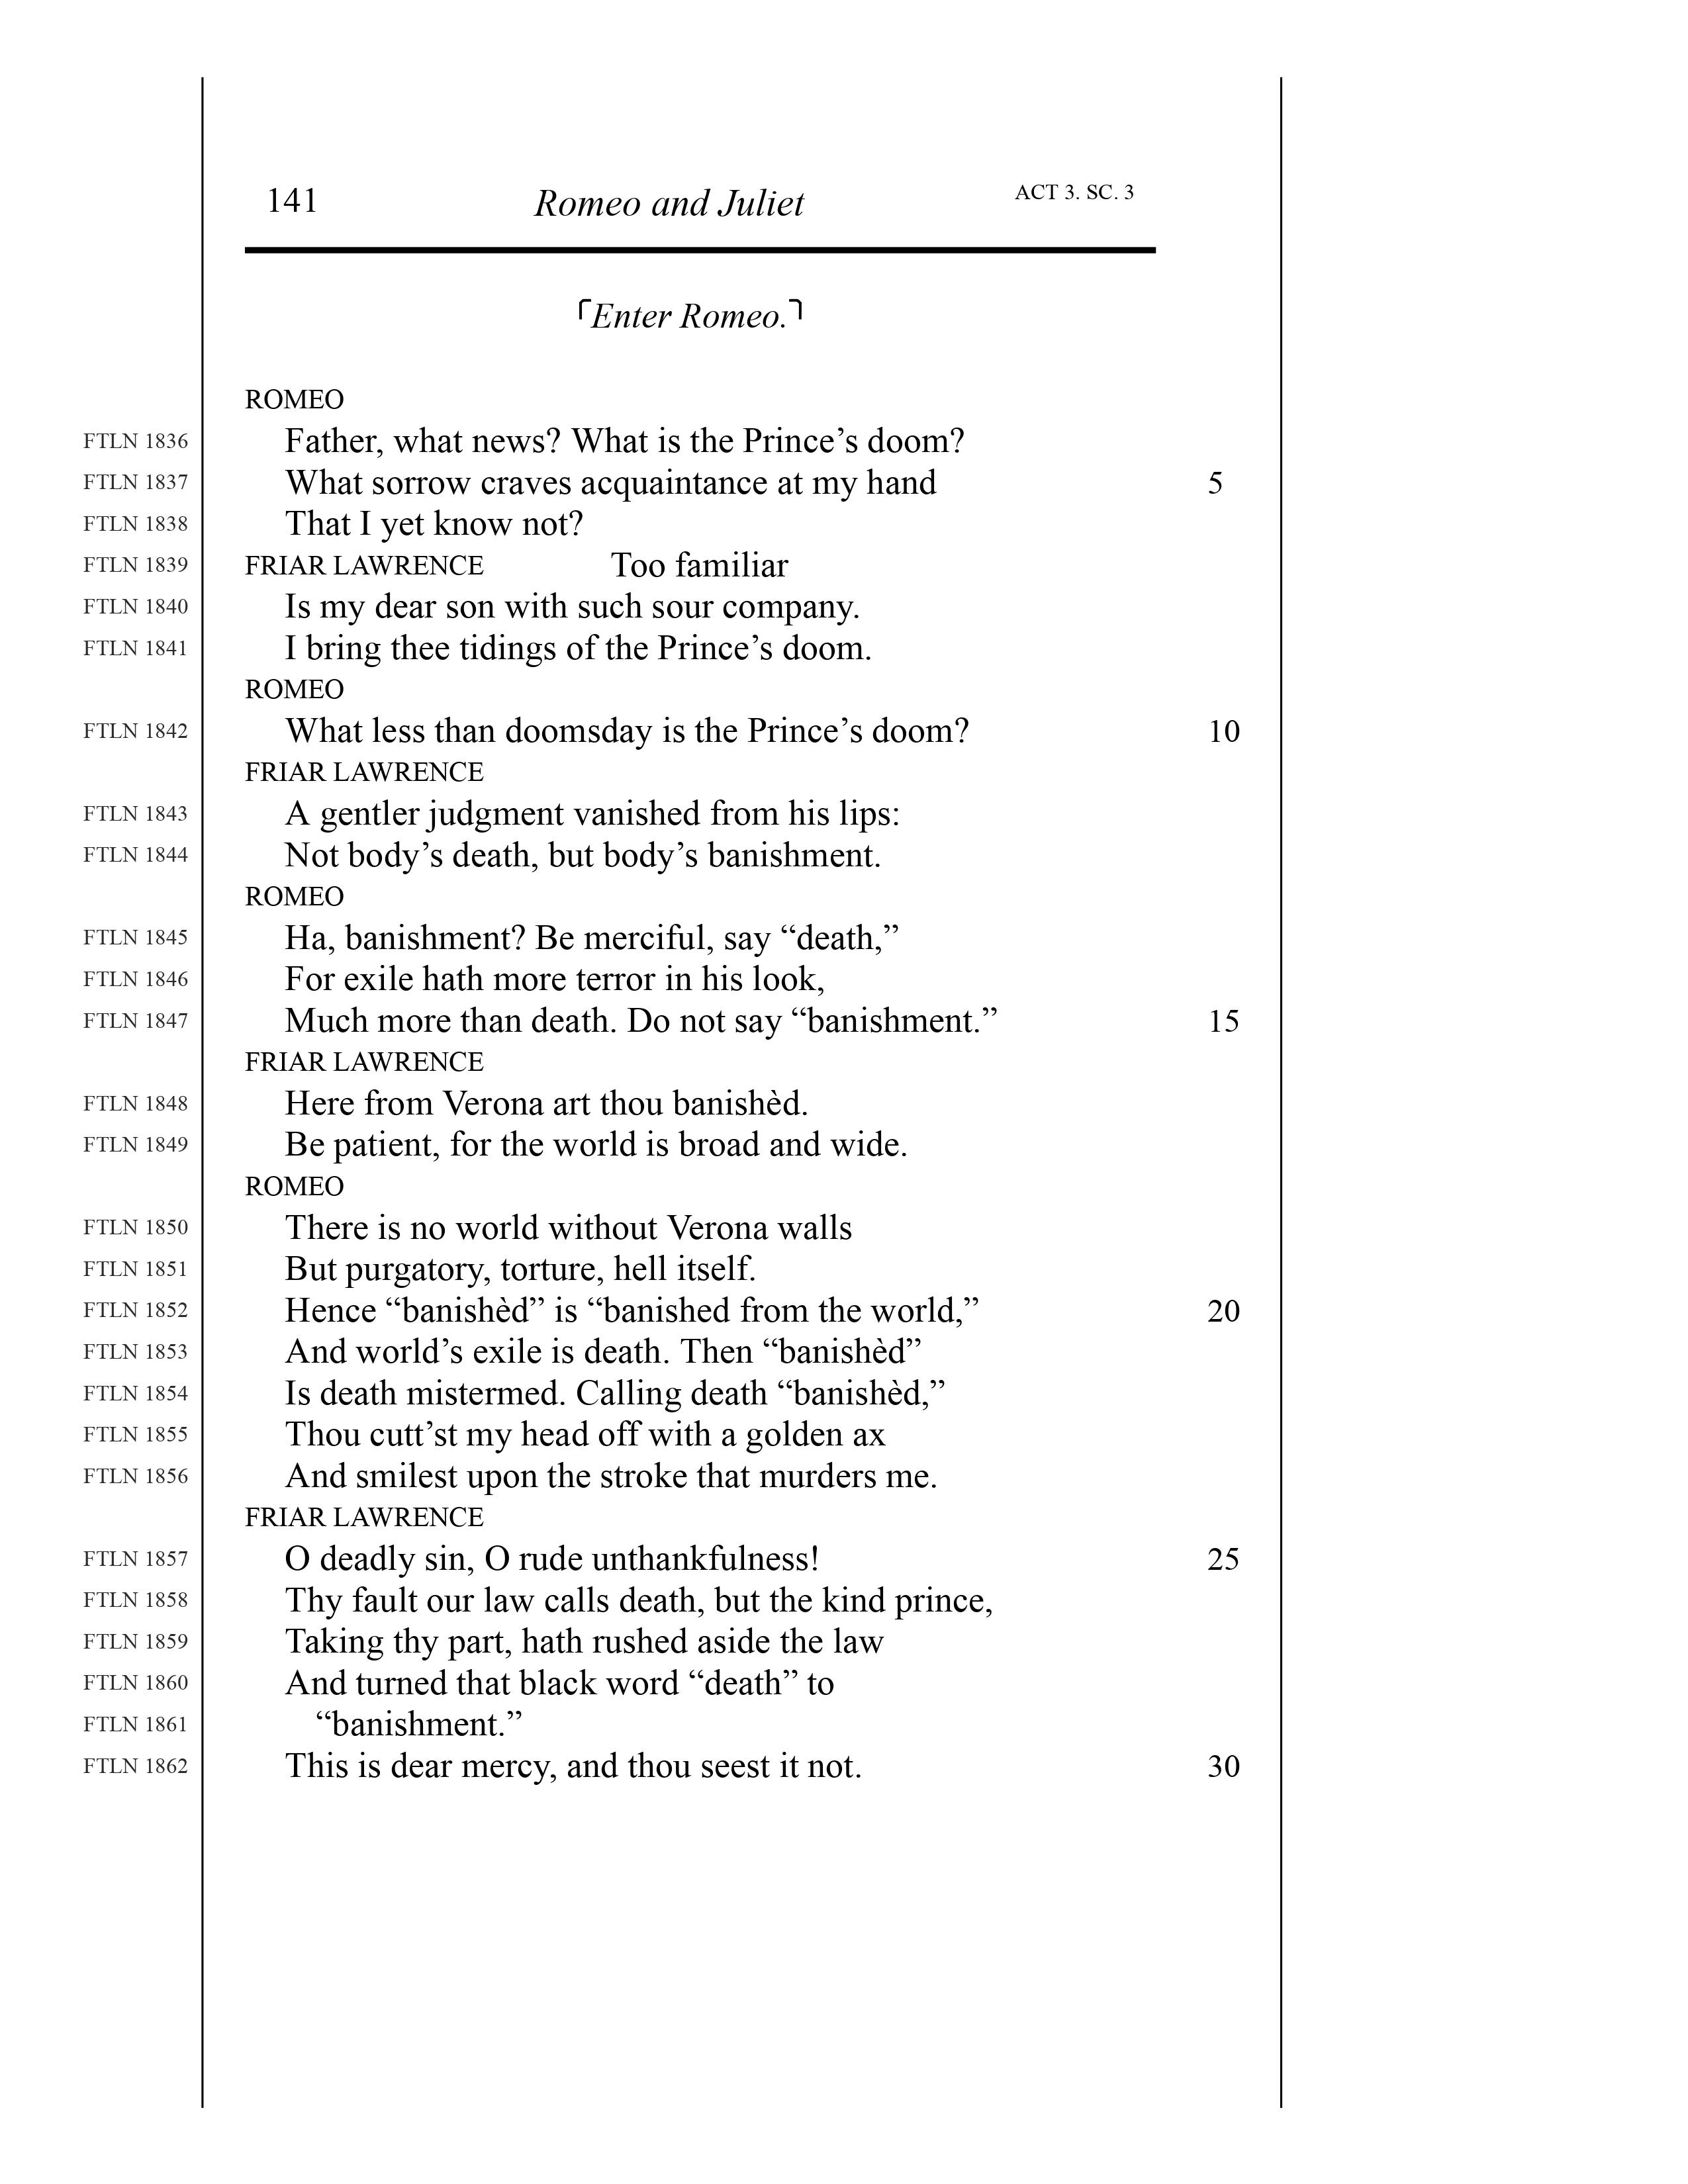 141 Romeo and Juliet ACT 3. SC. 3
⌜Enter Romeo.⌝
ROMEO
FTLN 1836 Father, what news? What is the Prince’s doom?
FTLN 1837 What sorrow craves acquaintance at my hand 5
FTLN 1838 That I yet know not?
FTLN 1839 FRIAR LAWRENCE Too familiar
FTLN 1840 Is my dear son with such sour company.
FTLN 1841 I bring thee tidings of the Prince’s doom.
ROMEO
FTLN 1842 What less than doomsday is the Prince’s doom? 10
FRIAR LAWRENCE
FTLN 1843 A gentler judgment vanished from his lips:
FTLN 1844 Not body’s death, but body’s banishment.
ROMEO
FTLN 1845 Ha, banishment? Be merciful, say “death,”
FTLN 1846 For exile hath more terror in his look,
FTLN 1847 Much more than death. Do not say “banishment.” 15
FRIAR LAWRENCE
FTLN 1848 Here from Verona art thou banishèd.
FTLN 1849 Be patient, for the world is broad and wide.
ROMEO
FTLN 1850 There is no world without Verona walls
FTLN 1851 But purgatory, torture, hell itself.
FTLN 1852 Hence “banishèd” is “banished from the world,” 20
FTLN 1853 And world’s exile is death. Then “banishèd”
FTLN 1854 Is death mistermed. Calling death “banishèd,”
FTLN 1855 Thou cutt’st my head off with a golden ax
FTLN 1856 And smilest upon the stroke that murders me.
FRIAR LAWRENCE
FTLN 1857 O deadly sin, O rude unthankfulness! 25
FTLN 1858 Thy fault our law calls death, but the kind prince,
FTLN 1859 Taking thy part, hath rushed aside the law
FTLN 1860 And turned that black word “death” to
FTLN 1861 “banishment.”
FTLN 1862 This is dear mercy, and thou seest it not. 30